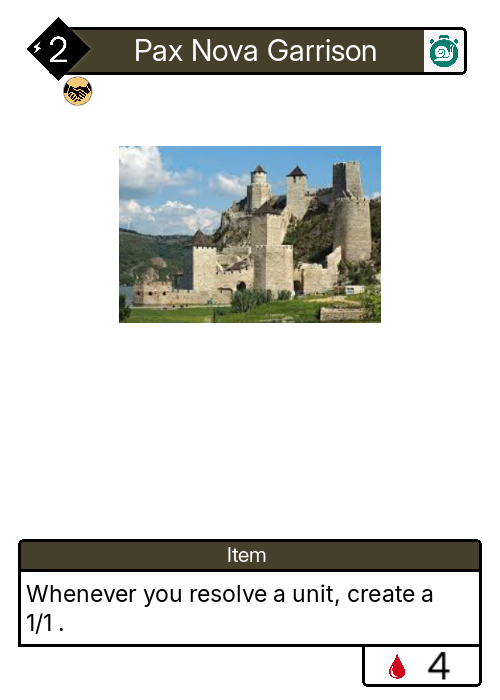 2
Pax Nova Garrison
Item
Whenever you resolve a unit, create a
1/1 .
4